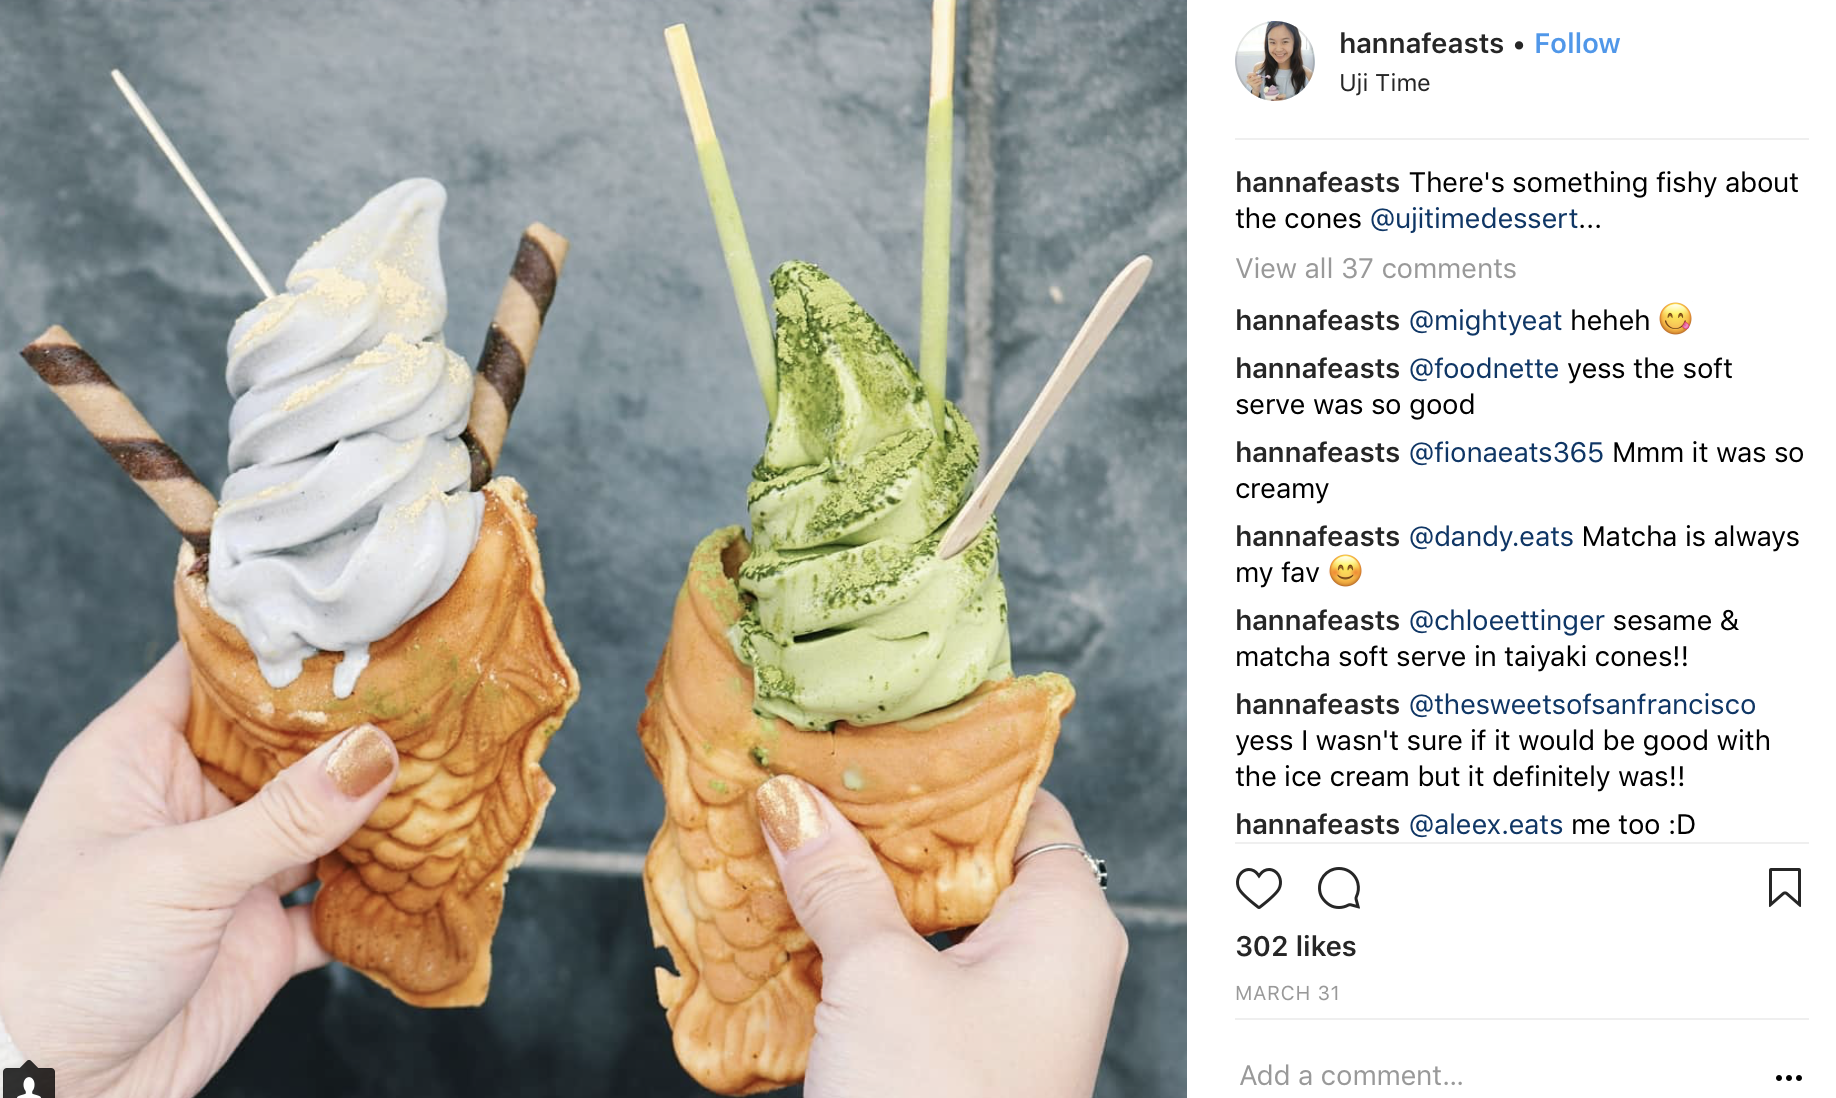 hannafeasts • Follow
Uji Time
hannafeasts There's something fishy about
the cones @ujitimedessert...
View all 37 comments
hannafeasts @mightyeat heheh 😋
hannafeasts @foodnette yess the soft
serve was so good
hannafeasts @fionaeats365 Mmm it was so
creamy
hannafeasts @dandy.eats Matcha is always
my fav 😊
hannafeasts @chloeettinger sesame &
matcha soft serve in taiyaki cones!!
hannafeasts @thesweetsofsanfrancisco
yess I wasn't sure if it would be good with
the ice cream but it definitely was!!
hannafeasts @aleex.eats me too :D
302 likes
MARCH 31
Add a comment...